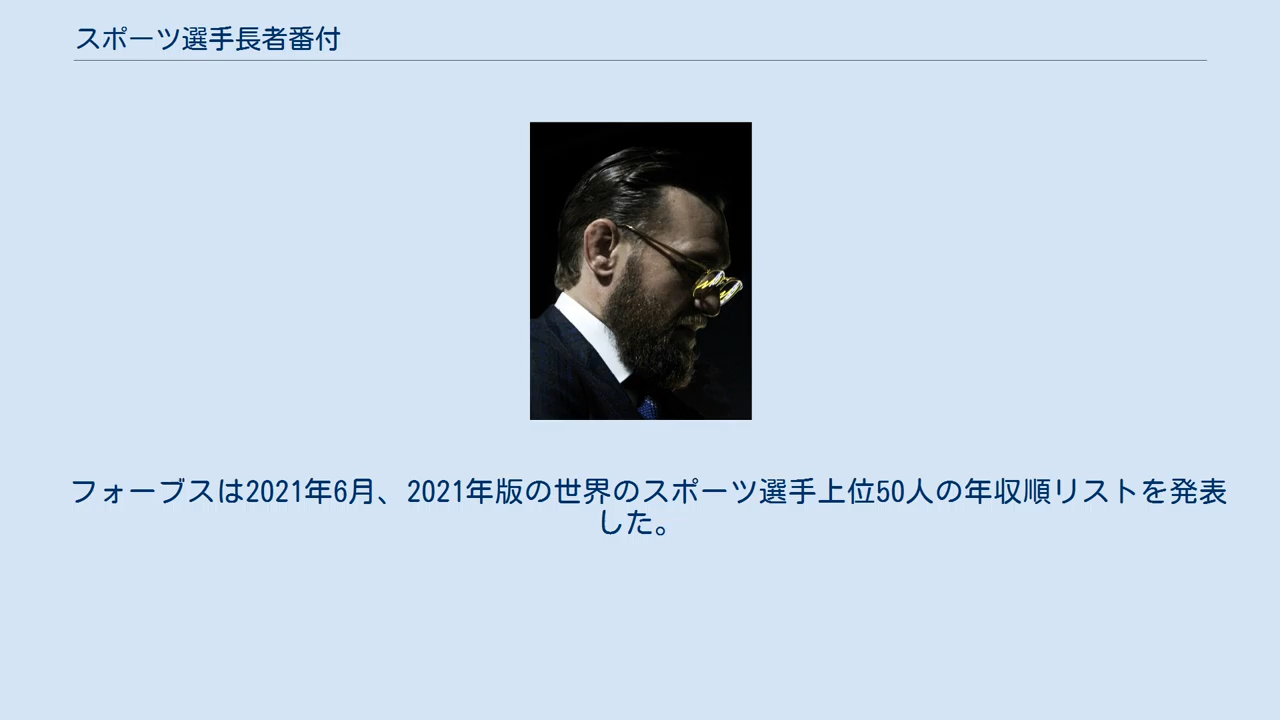 スポーツ選手長者番付
フォーブスは2021年6月、2021年版の世界のスポーツ選手上位50人の年収順リストを発表
した。